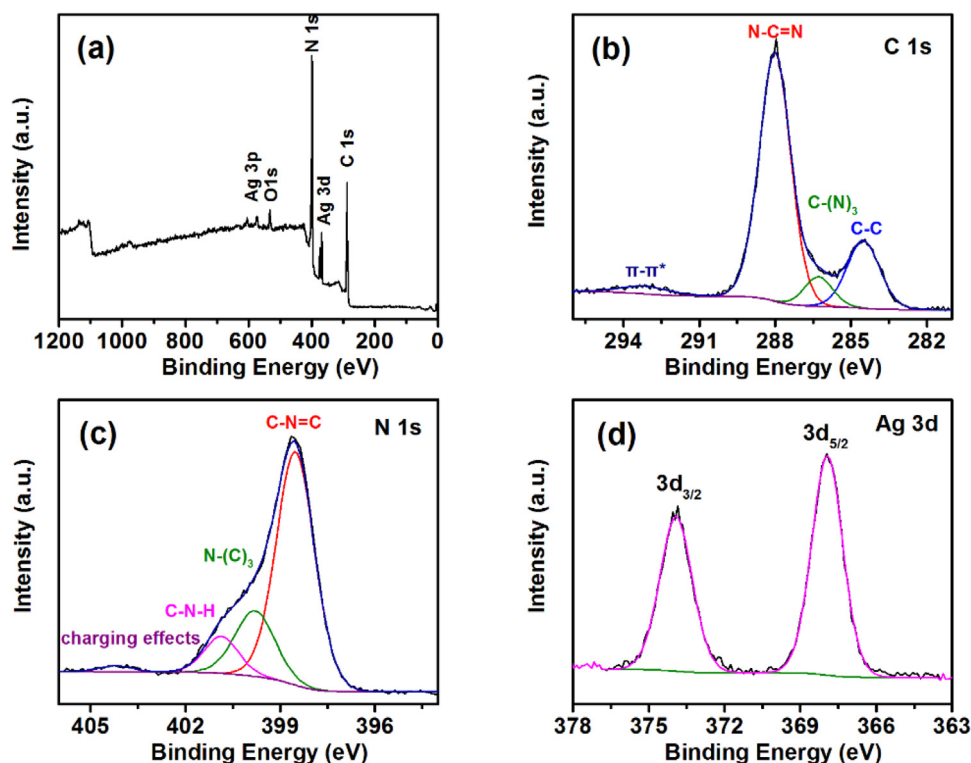 (a)
N 1s
Ag 3p
O1s
Ag 3d
C 1s
Intensity (a.u.)
1200 1000 800 600 400 200 0
Binding Energy (eV)
(b)
N-C=N
C 1s
C-(N)3
C-C
π-π*
Intensity (a.u.)
294 291 288 285 282
Binding Energy (eV)
(c)
C-N=C
N 1s
N-(C)3
C-N-H
charging effects
Intensity (a.u.)
405 402 399 396
Binding Energy (eV)
(d)
3d5/2
Ag 3d
3d3/2
Intensity (a.u.)
378 375 372 369 366 363
Binding Energy (eV)